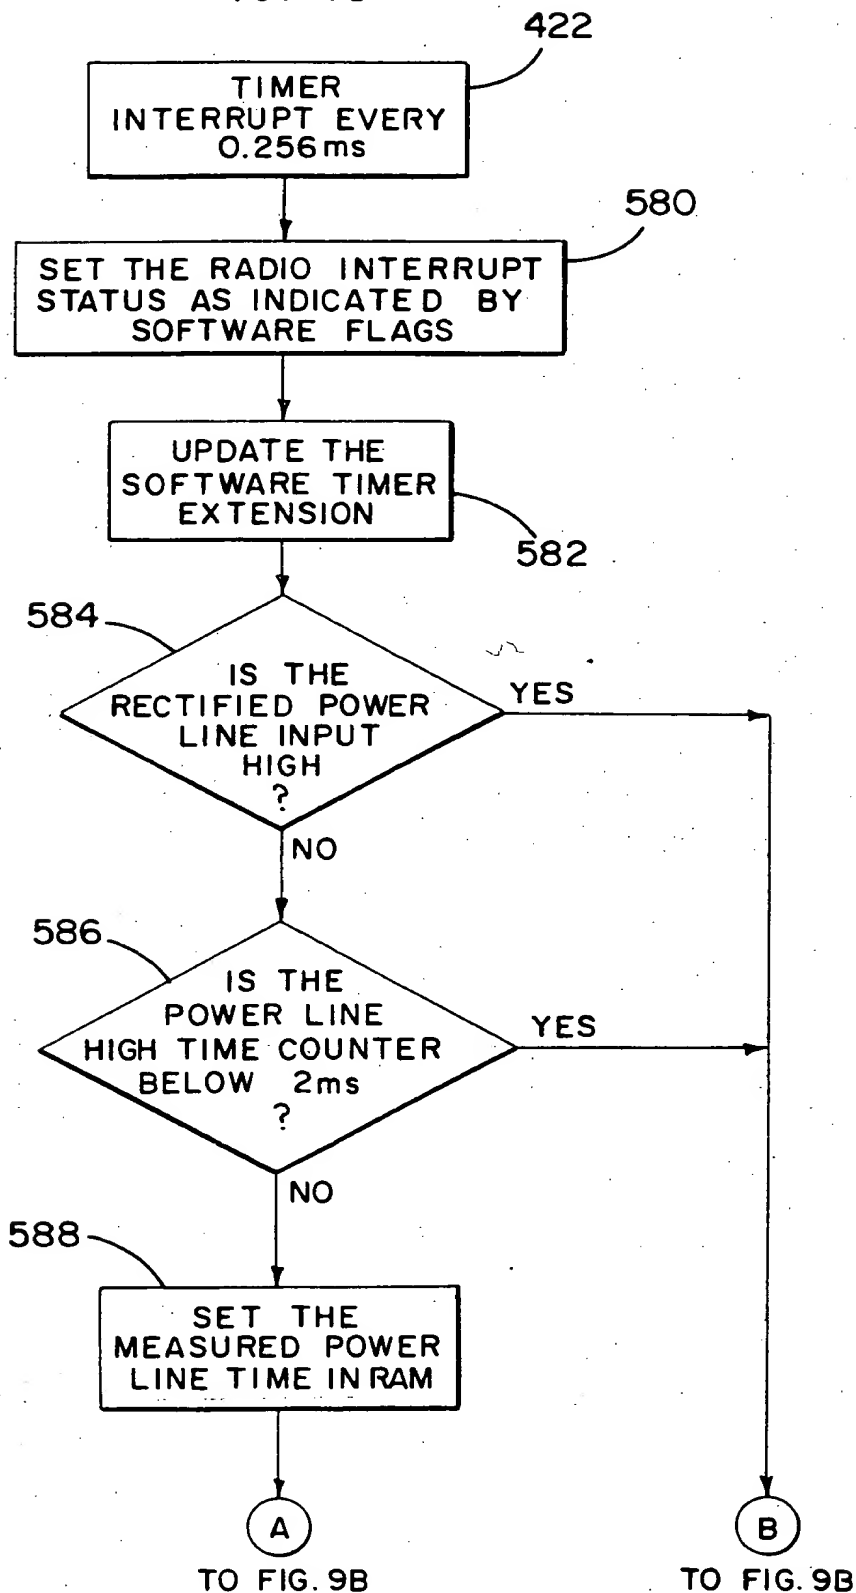 422
TIMER
INTERRUPT EVERY
0.256ms
580
SET THE RADIO INTERRUPT
STATUS AS INDICATED BY
SOFTWARE FLAGS
UPDATE THE
SOFTWARE TIMER
EXTENSION
582
584
IS THE
RECTIFIED POWER
LINE INPUT
HIGH
?
YES
NO
586
IS THE
POWER LINE
HIGH TIME COUNTER
BELOW 2ms
?
YES
NO
588
SET THE
MEASURED POWER
LINE TIME IN RAM
A
B
TO FIG. 9B
TO FIG. 9B